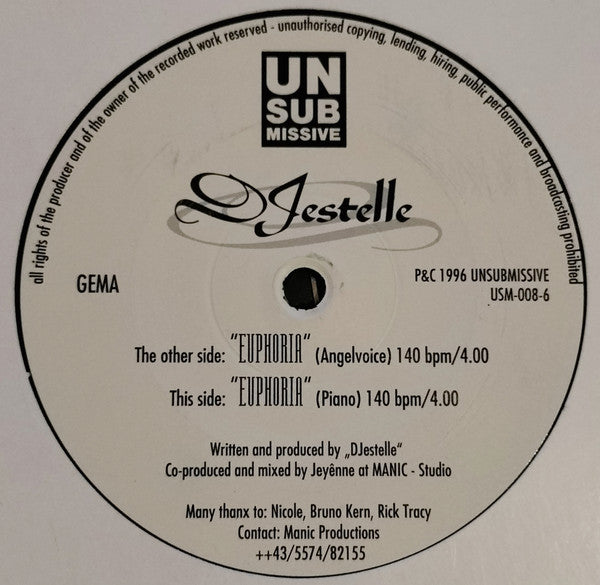 all rights of the producer and of the owner of the recorded work reserved - unauthorised copying, lending, hiring, public performance and broadcasting prohibited
UN
SUB
MISSIVE
DJestelle
GEMA
P&C 1996 UNSUBMISSIVE
USM-008-6
The other side: "EUPHORIA" (Angelvoice) 140 bpm/4.00
This side: "EUPHORIA" (Piano) 140 bpm/4.00
Written and produced by „DJestelle“
Co-produced and mixed by Jeyênne at MANIC - Studio
Many thanx to: Nicole, Bruno Kern, Rick Tracy
Contact: Manic Productions
++43/5574/82155